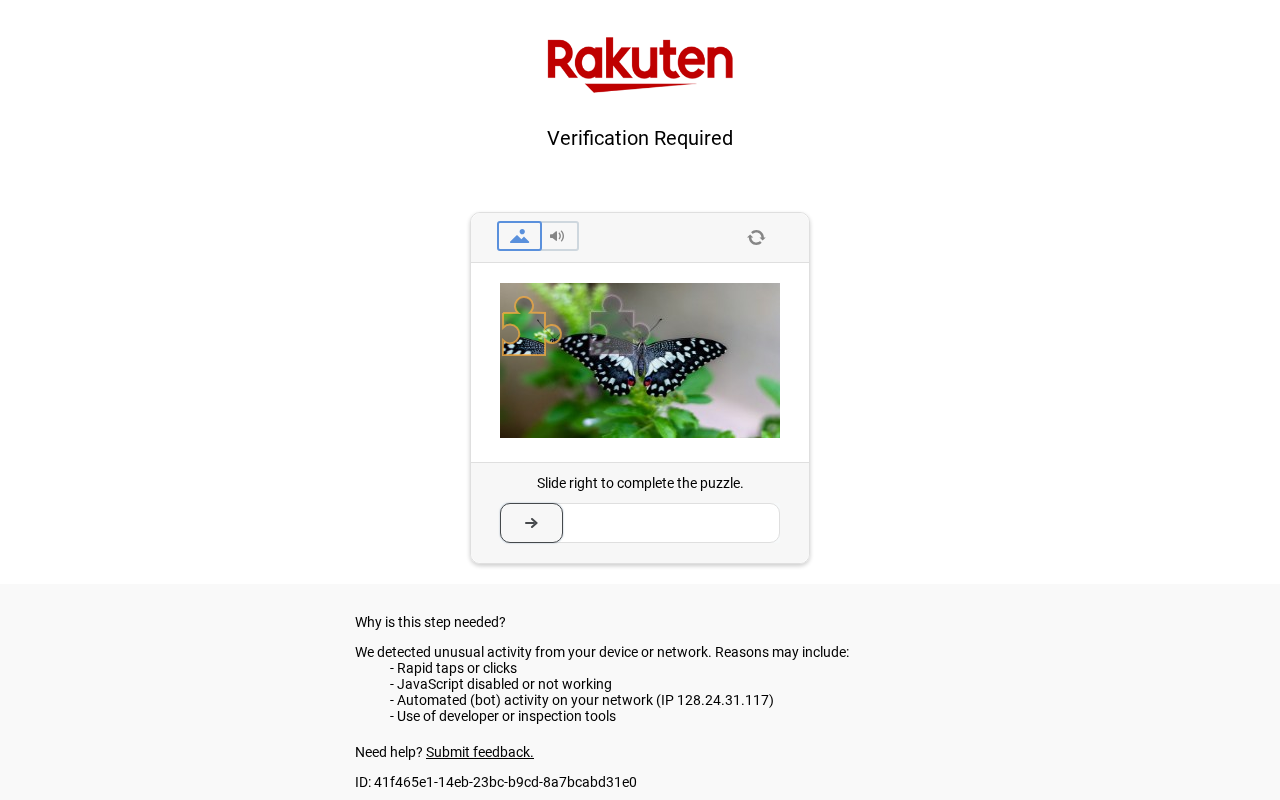 Rakuten
Verification Required
Slide right to complete the puzzle.
Why is this step needed?
We detected unusual activity from your device or network. Reasons may include:
- Rapid taps or clicks
- JavaScript disabled or not working
- Automated (bot) activity on your network (IP 128.24.31.117)
- Use of developer or inspection tools
Need help? Submit feedback.
ID: 41f465e1-14eb-23bc-b9cd-8a7bcabd31e0